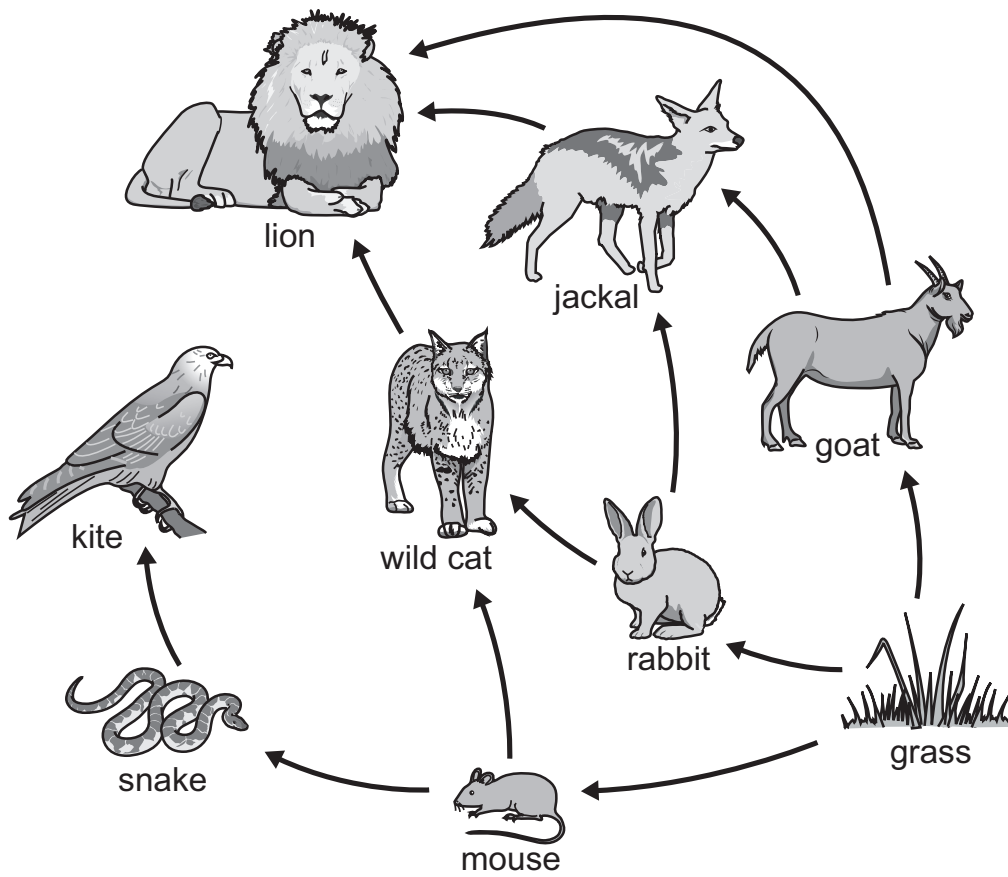 lion
jackal
goat
kite
wild cat
rabbit
grass
snake
mouse